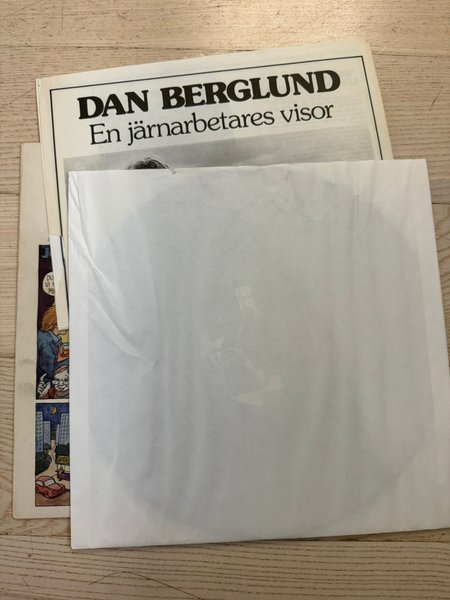 DAN BERGLUND
En järnarbetares visor